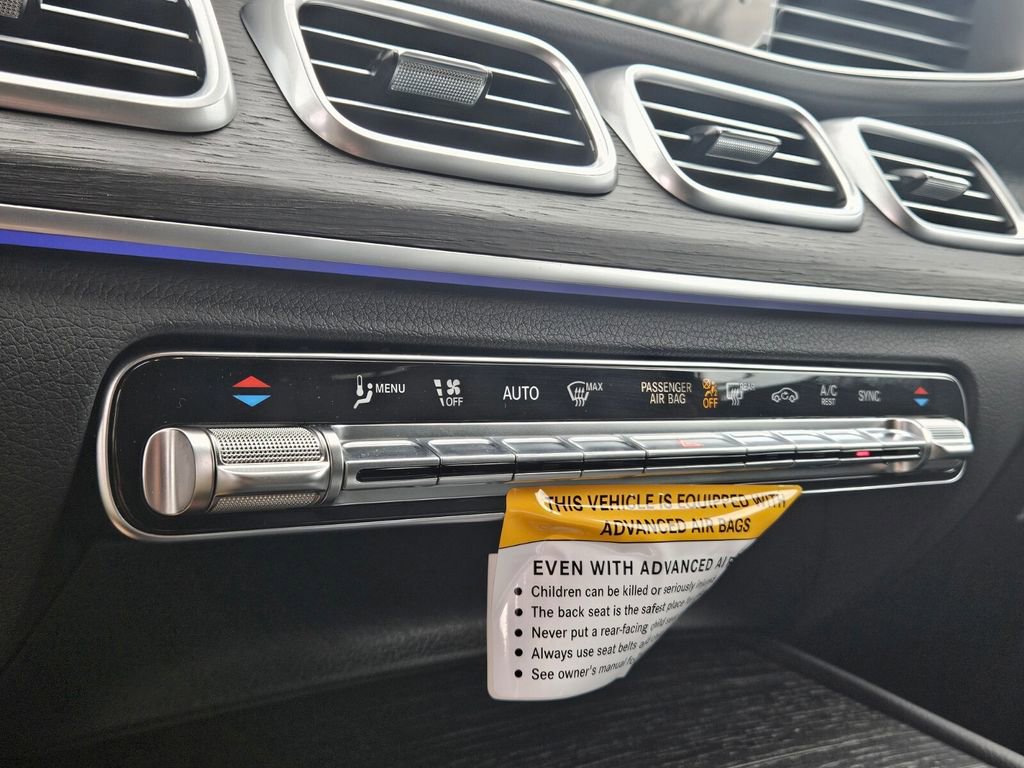 MENU
OFF
AUTO
MAX
PASSENGER
AIR BAG
OFF
REAR
A/C
REST
SYNC
THIS VEHICLE IS EQUIPPED WITH
ADVANCED AIR BAGS
EVEN WITH ADVANCED
• Children can be killed or seriously
• The back seat is the safest place
• Never put a rear-facing child
• Always use seat belts
• See owner's manual